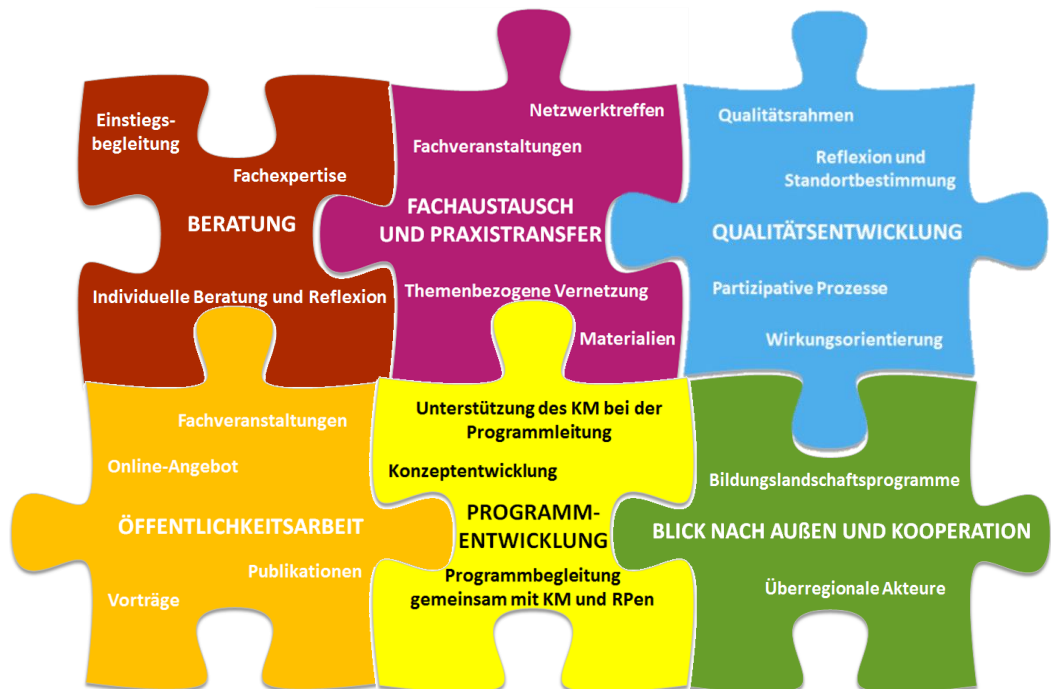 Einstiegs-
begleitung
Fachexpertise
BERATUNG
Individuelle Beratung und Reflexion
Netzwerktreffen
Fachveranstaltungen
FACHAUSTAUSCH
UND PRAXISTRANSFER
Themenbezogene Vernetzung
Materialien
Qualitätsrahmen
Reflexion und
Standortbestimmung
QUALITÄTSENTWICKLUNG
Partizipative Prozesse
Wirkungsorientierung
Fachveranstaltungen
Online-Angebot
ÖFFENTLICHKEITSARBEIT
Publikationen
Vorträge
Unterstützung des KM bei der
Programmleitung
Konzeptentwicklung
PROGRAMM-
ENTWICKLUNG
Programmbegleitung
gemeinsam mit KM und RPen
Bildungslandschaftsprogramme
BLICK NACH AUßEN UND KOOPERATION
Überregionale Akteure